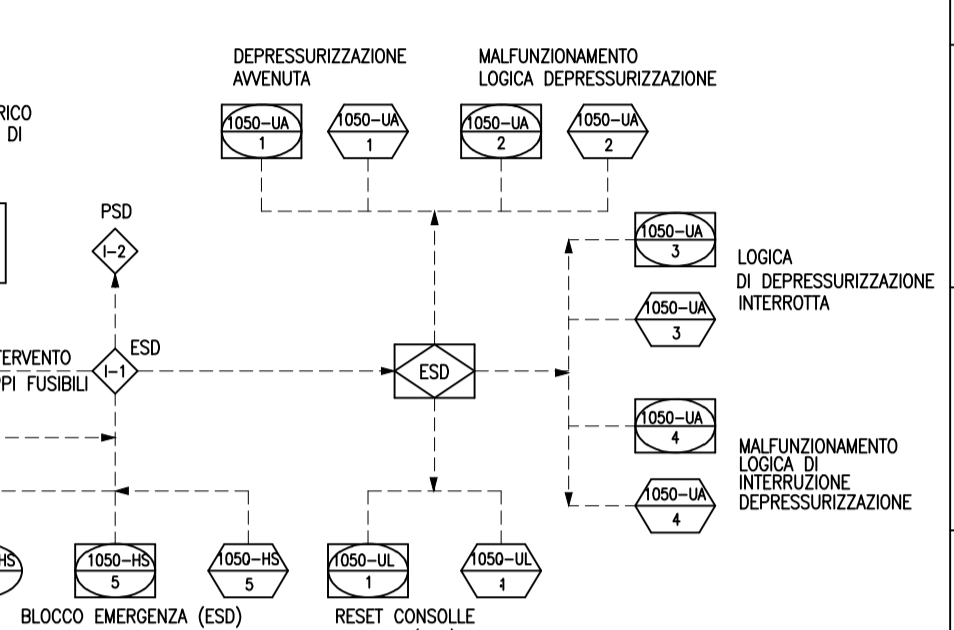 DEPRESSURIZZAZIONE
AVVENUTA
MALFUNZIONAMENTO
LOGICA DEPRESSURIZZAZIONE
RICO
DI
1050-UA
1
1050-UA
1
1050-UA
2
1050-UA
2
PSD
I-2
1050-UA
3
LOGICA
DI DEPRESSURIZZAZIONE
INTERROTTA
1050-UA
3
ESD
TERVENTO
PI FUSIBILI
I-1
ESD
1050-UA
4
MALFUNZIONAMENTO
LOGICA DI
INTERRUZIONE
DEPRESSURIZZAZIONE
1050-UA
4
HS
1050-HS
5
1050-HS
5
1050-UL
1
1050-UL
1
BLOCCO EMERGENZA (ESD)
RESET CONSOLLE